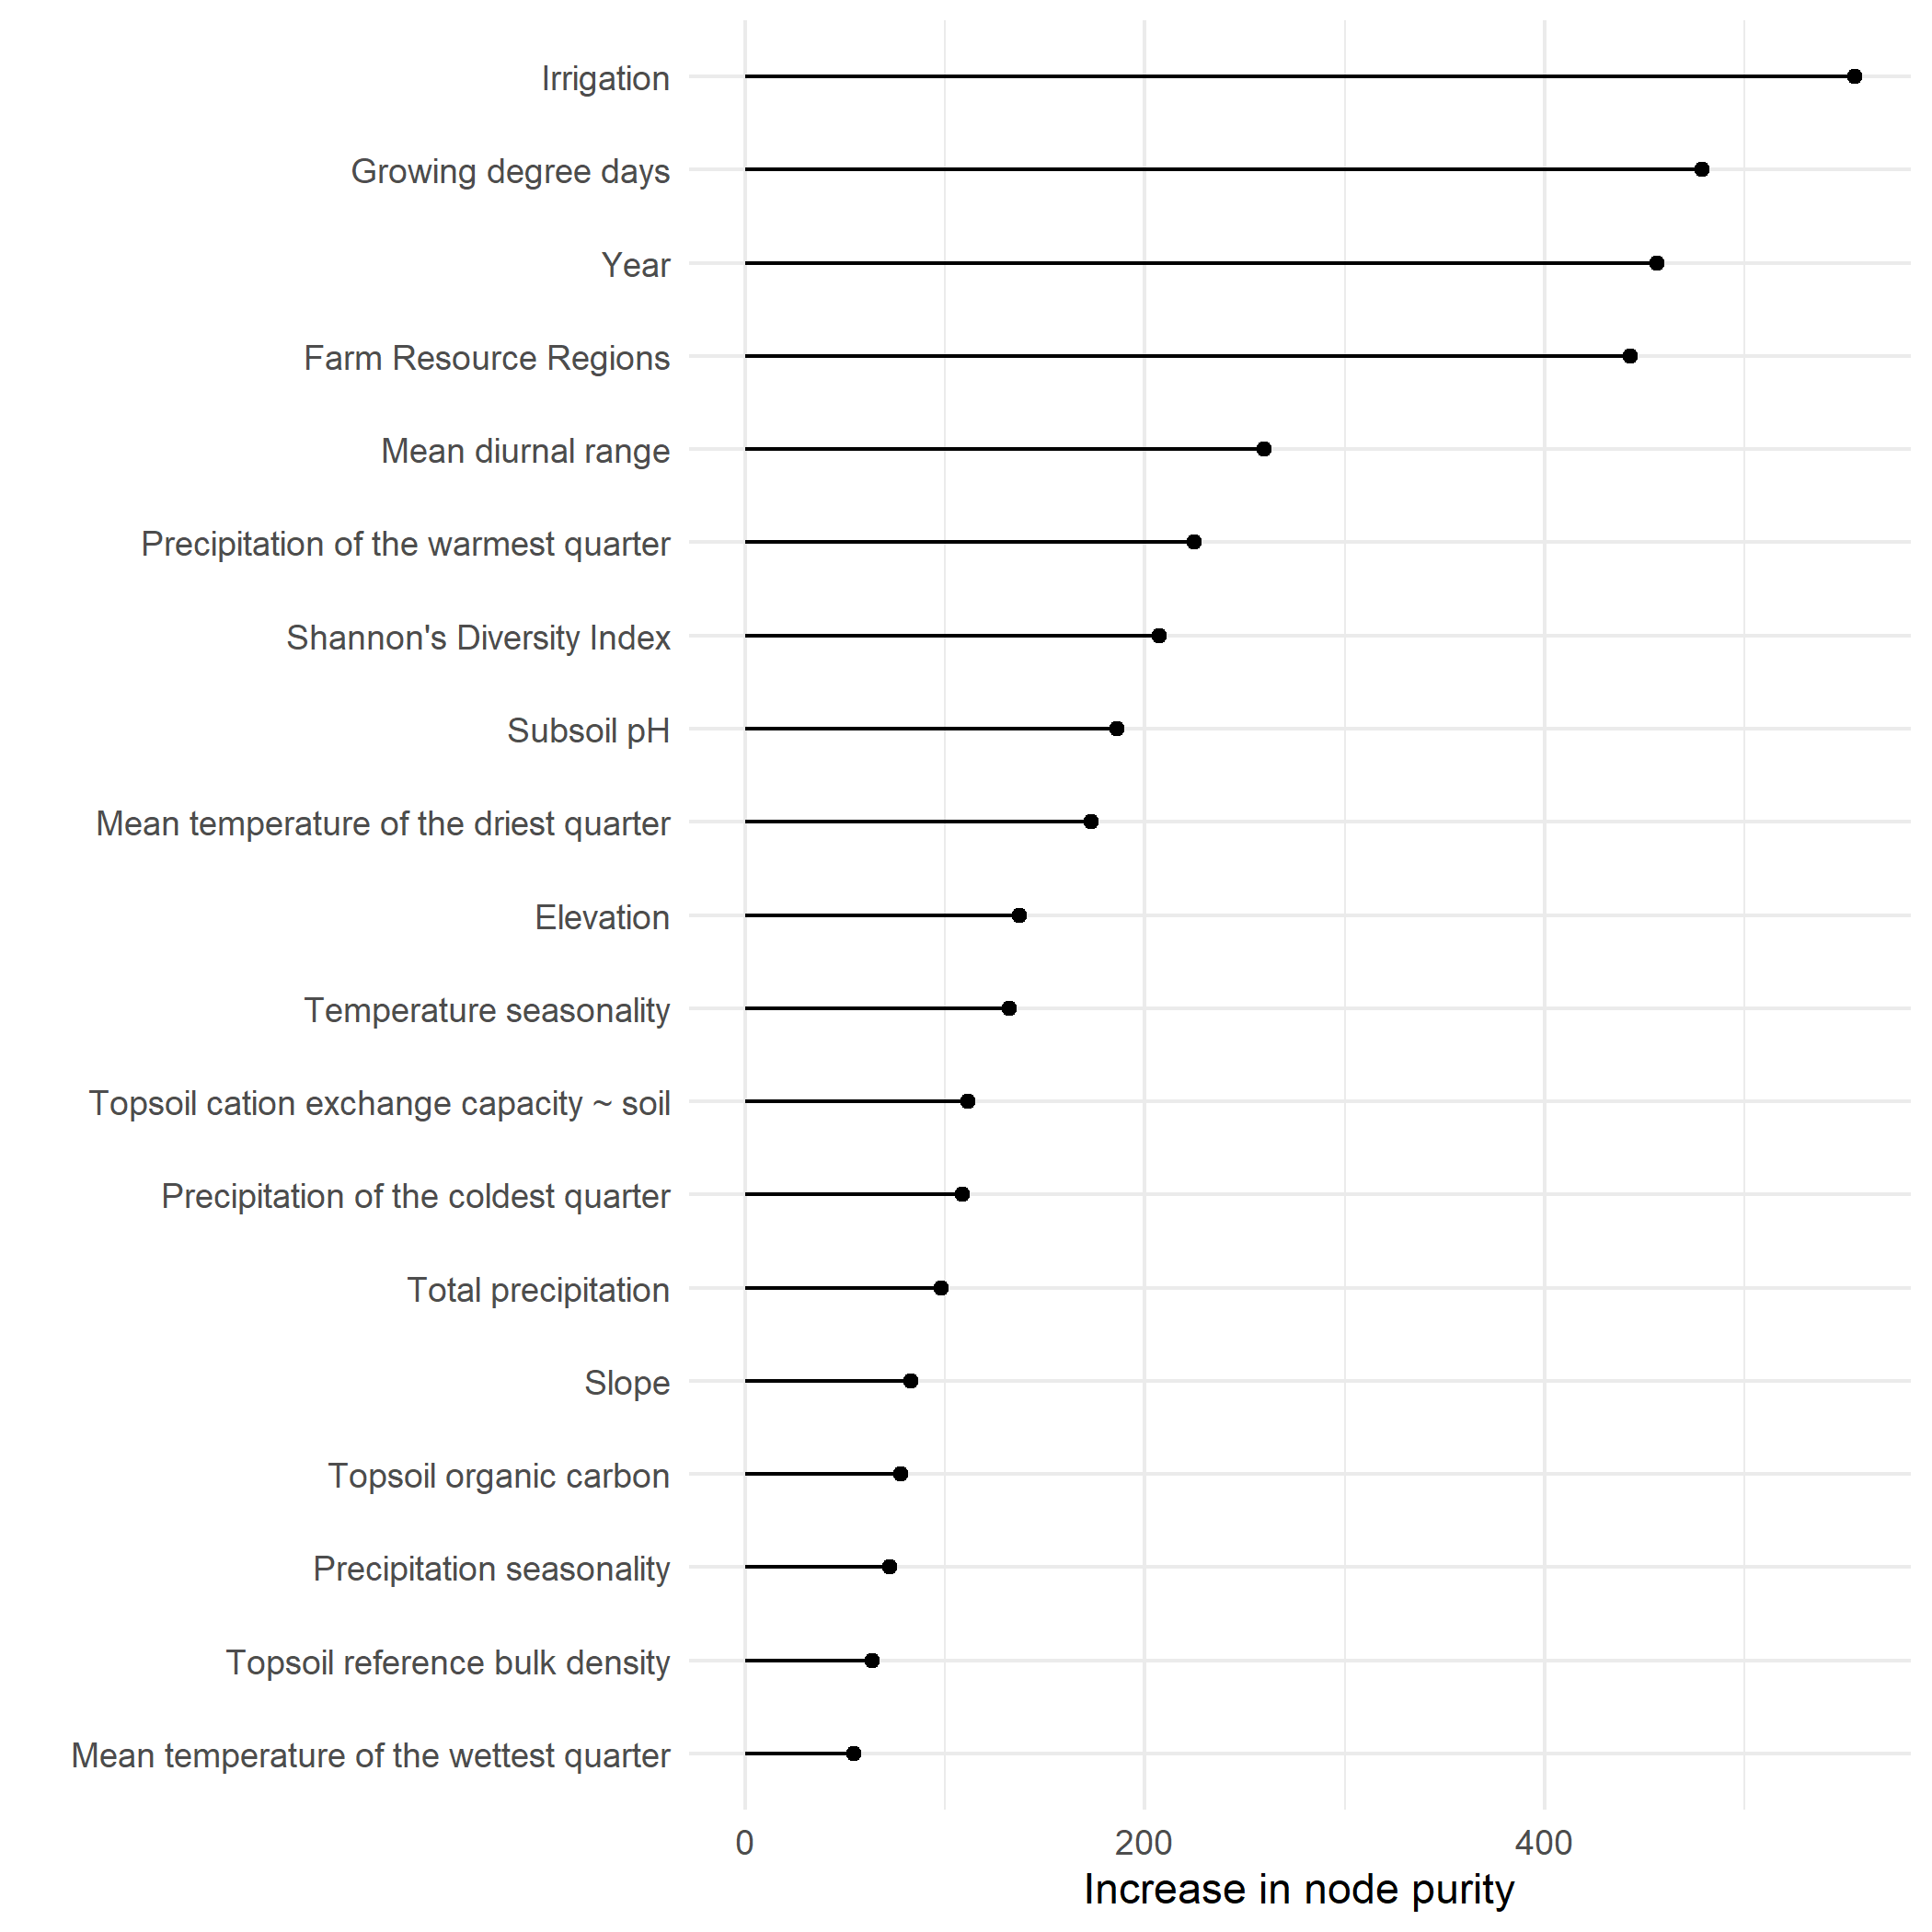 Irrigation
Growing degree days
Year
Farm Resource Regions
Mean diurnal range
Precipitation of the warmest quarter
Shannon's Diversity Index
Subsoil pH
Mean temperature of the driest quarter
Elevation
Temperature seasonality
Topsoil cation exchange capacity ~ soil
Precipitation of the coldest quarter
Total precipitation
Slope
Topsoil organic carbon
Precipitation seasonality
Topsoil reference bulk density
Mean temperature of the wettest quarter
0 200 400
Increase in node purity